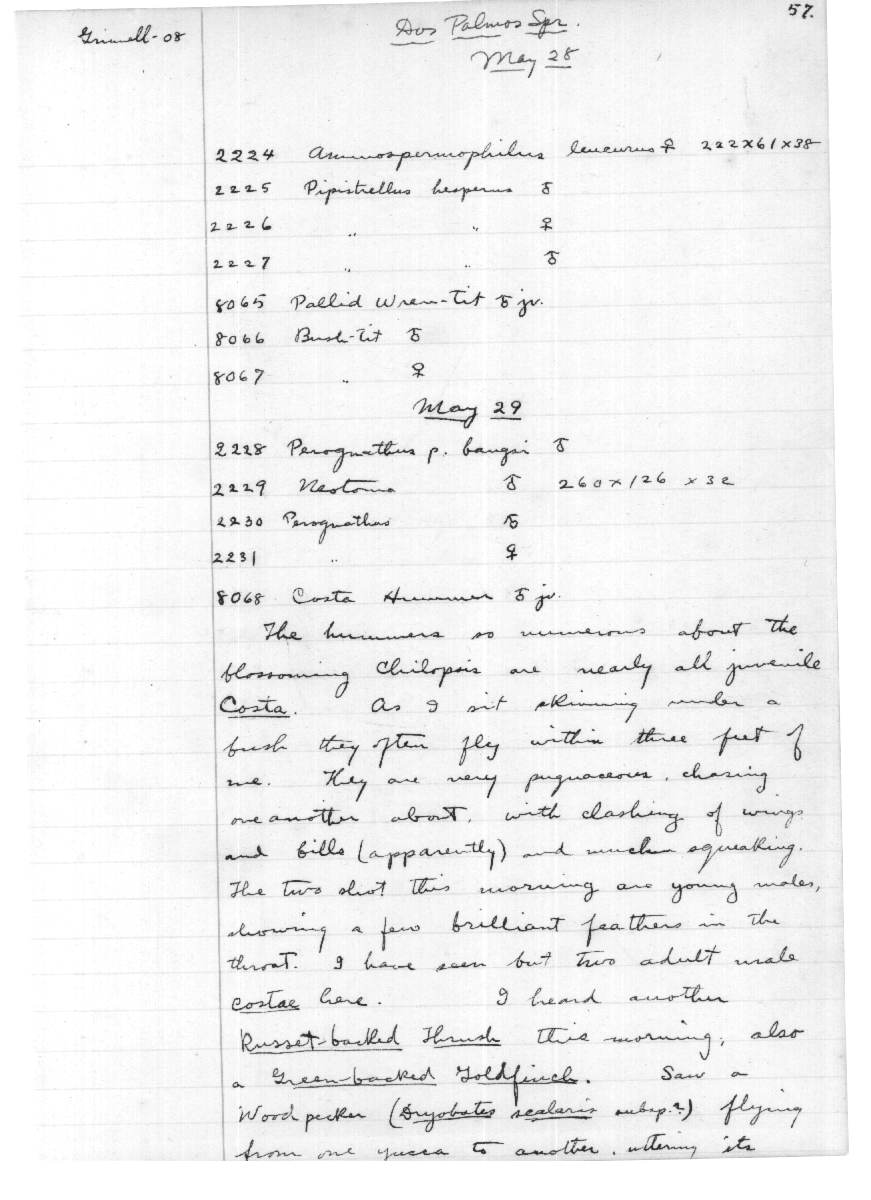 57.
Grinnell-08
Dos Palmos Spr.
May 28
2224 Ammospermophilus leucurus ♀ 222x61x38
2225 Pipistrellus hesperus ♂
2226 " " ♀
2227 " " ♂
8065 Pallid Wren-tit ♂ jv.
8066 Bush-tit ♂
8067 " ♀
May 29
2228 Perognathus p. bangsi ♂
2229 Neotoma ♂ 260x126 x32
2230 Perognathus ♂
2231 " ♀
8068 Costa Hummer ♂ jv.
The hummers so numerous about the
blossoming Chilopsis are nearly all juvenile
Costa. As I sit skinning under a
bush they often fly within three feet of
me. They are very pugnaceous, chasing
one another about, with clashing of wings
and bills (apparently) and much squeaking.
The two shot this morning are young males,
showing a few brilliant feathers in the
throat. I have seen but two adult male
costae here. I heard another
Russet-backed Thrush this morning; also
a Green-backed Goldfinch. Saw a
Woodpecker (Dryobates scalaris subsp.?) flying
from one yucca to another, uttering its